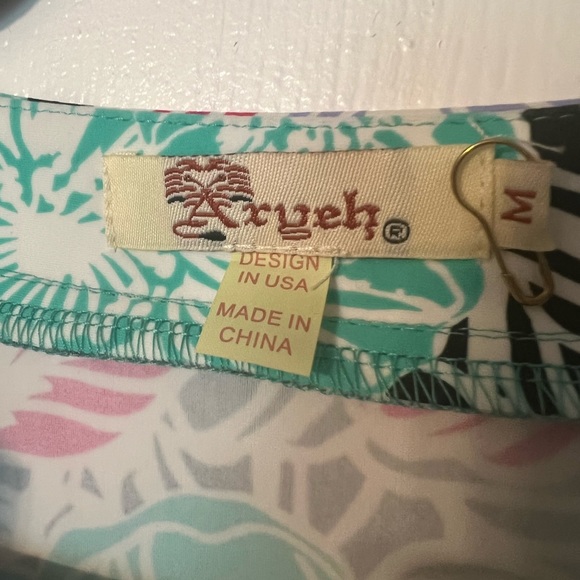 Aryeh®
M
DESIGN
IN USA
MADE IN
CHINA